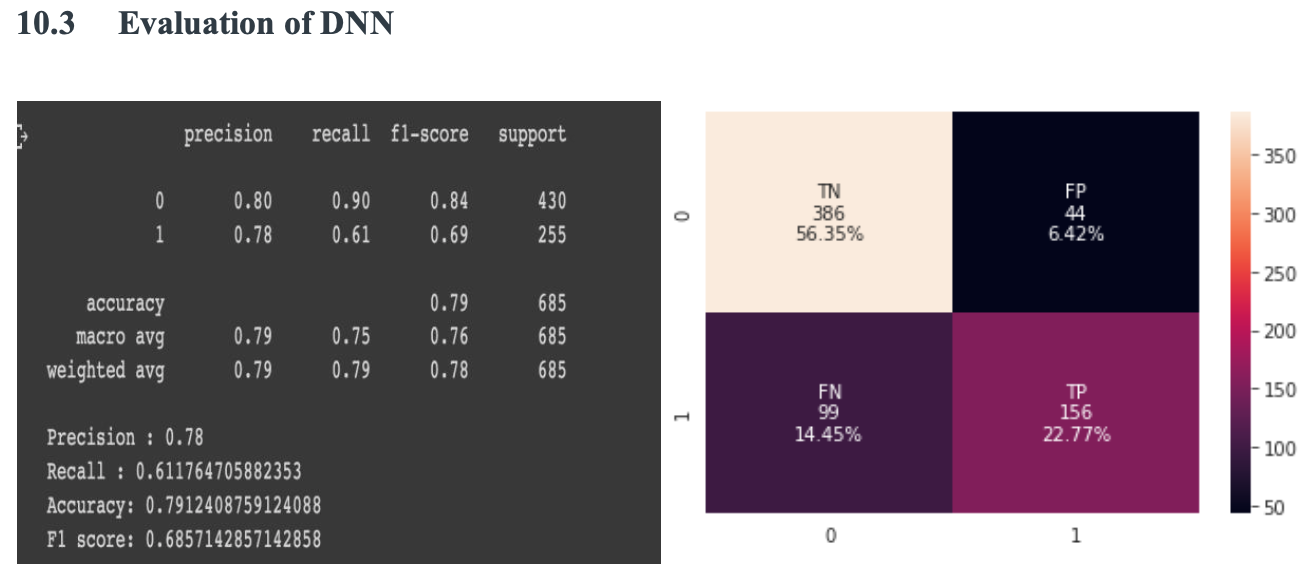 10.3 Evaluation of DNN
precision recall f1-score support
0 0.80 0.90 0.84 430
1 0.78 0.61 0.69 255
accuracy 0.79 685
macro avg 0.79 0.75 0.76 685
weighted avg 0.79 0.79 0.78 685
Precision : 0.78
Recall : 0.611764705882353
Accuracy: 0.7912408759124088
F1 score: 0.6857142857142858
0
TN
386
56.35%
FP
44
6.42%
1
FN
99
14.45%
TP
156
22.77%
0 1
350
300
250
200
150
100
50